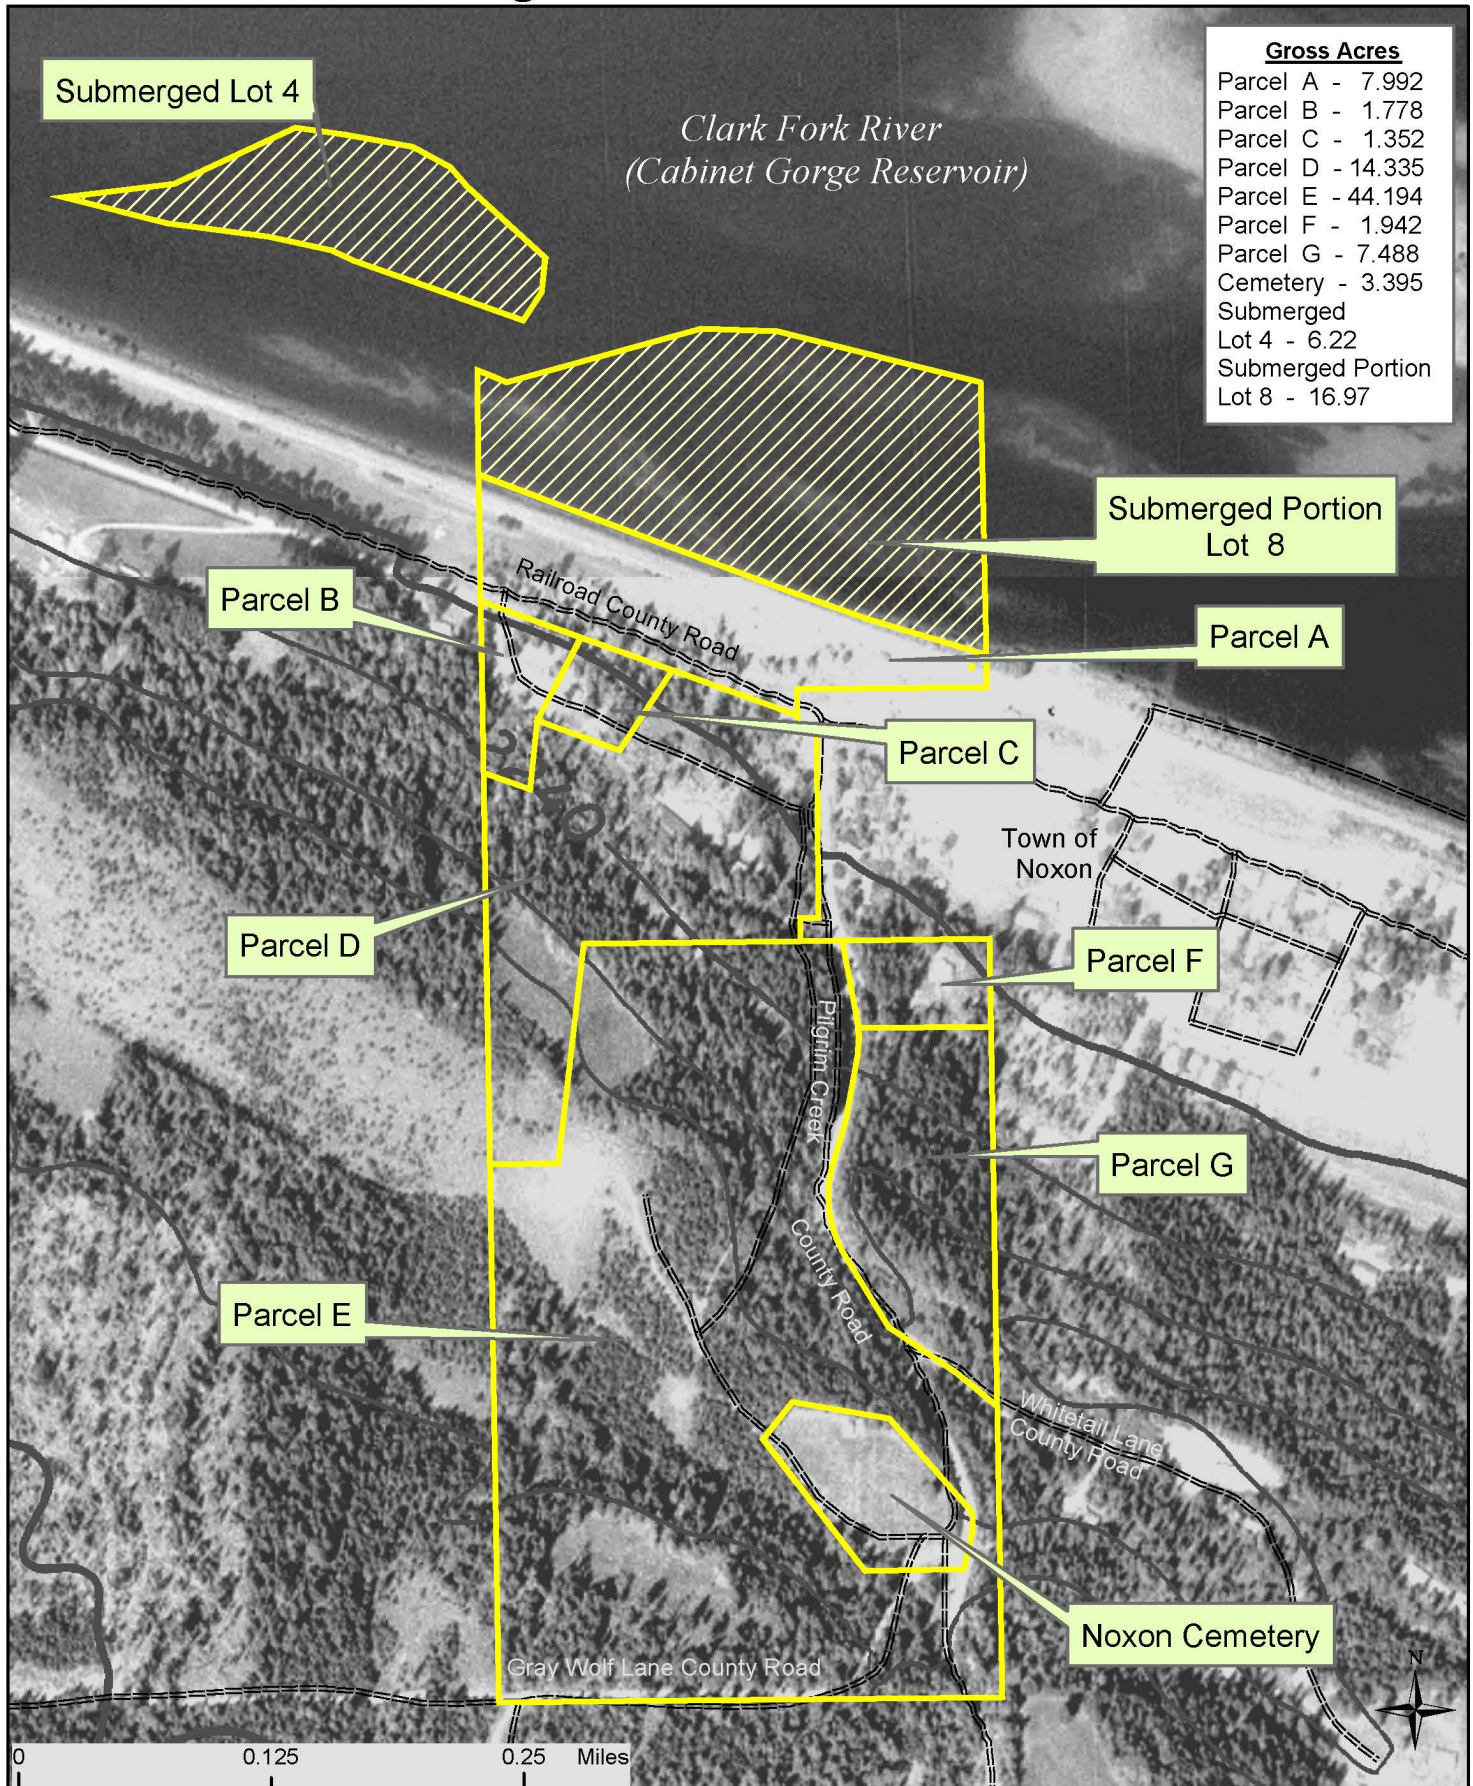 Submerged Lot 4
Clark Fork River
(Cabinet Gorge Reservoir)
Gross Acres
Parcel A - 7.992
Parcel B - 1.778
Parcel C - 1.352
Parcel D - 14.335
Parcel E - 44.194
Parcel F - 1.942
Parcel G - 7.488
Cemetery - 3.395
Submerged
Lot 4 - 6.22
Submerged Portion
Lot 8 - 16.97
Submerged Portion
Lot 8
Railroad County Road
Parcel B
Parcel A
Parcel C
Town of
Noxon
Parcel D
Parcel F
Pilgrim Creek
County Road
Parcel G
Parcel E
Whitetail Lane
County Road
Noxon Cemetery
Gray Wolf Lane County Road
N
0 0.125 0.25 Miles